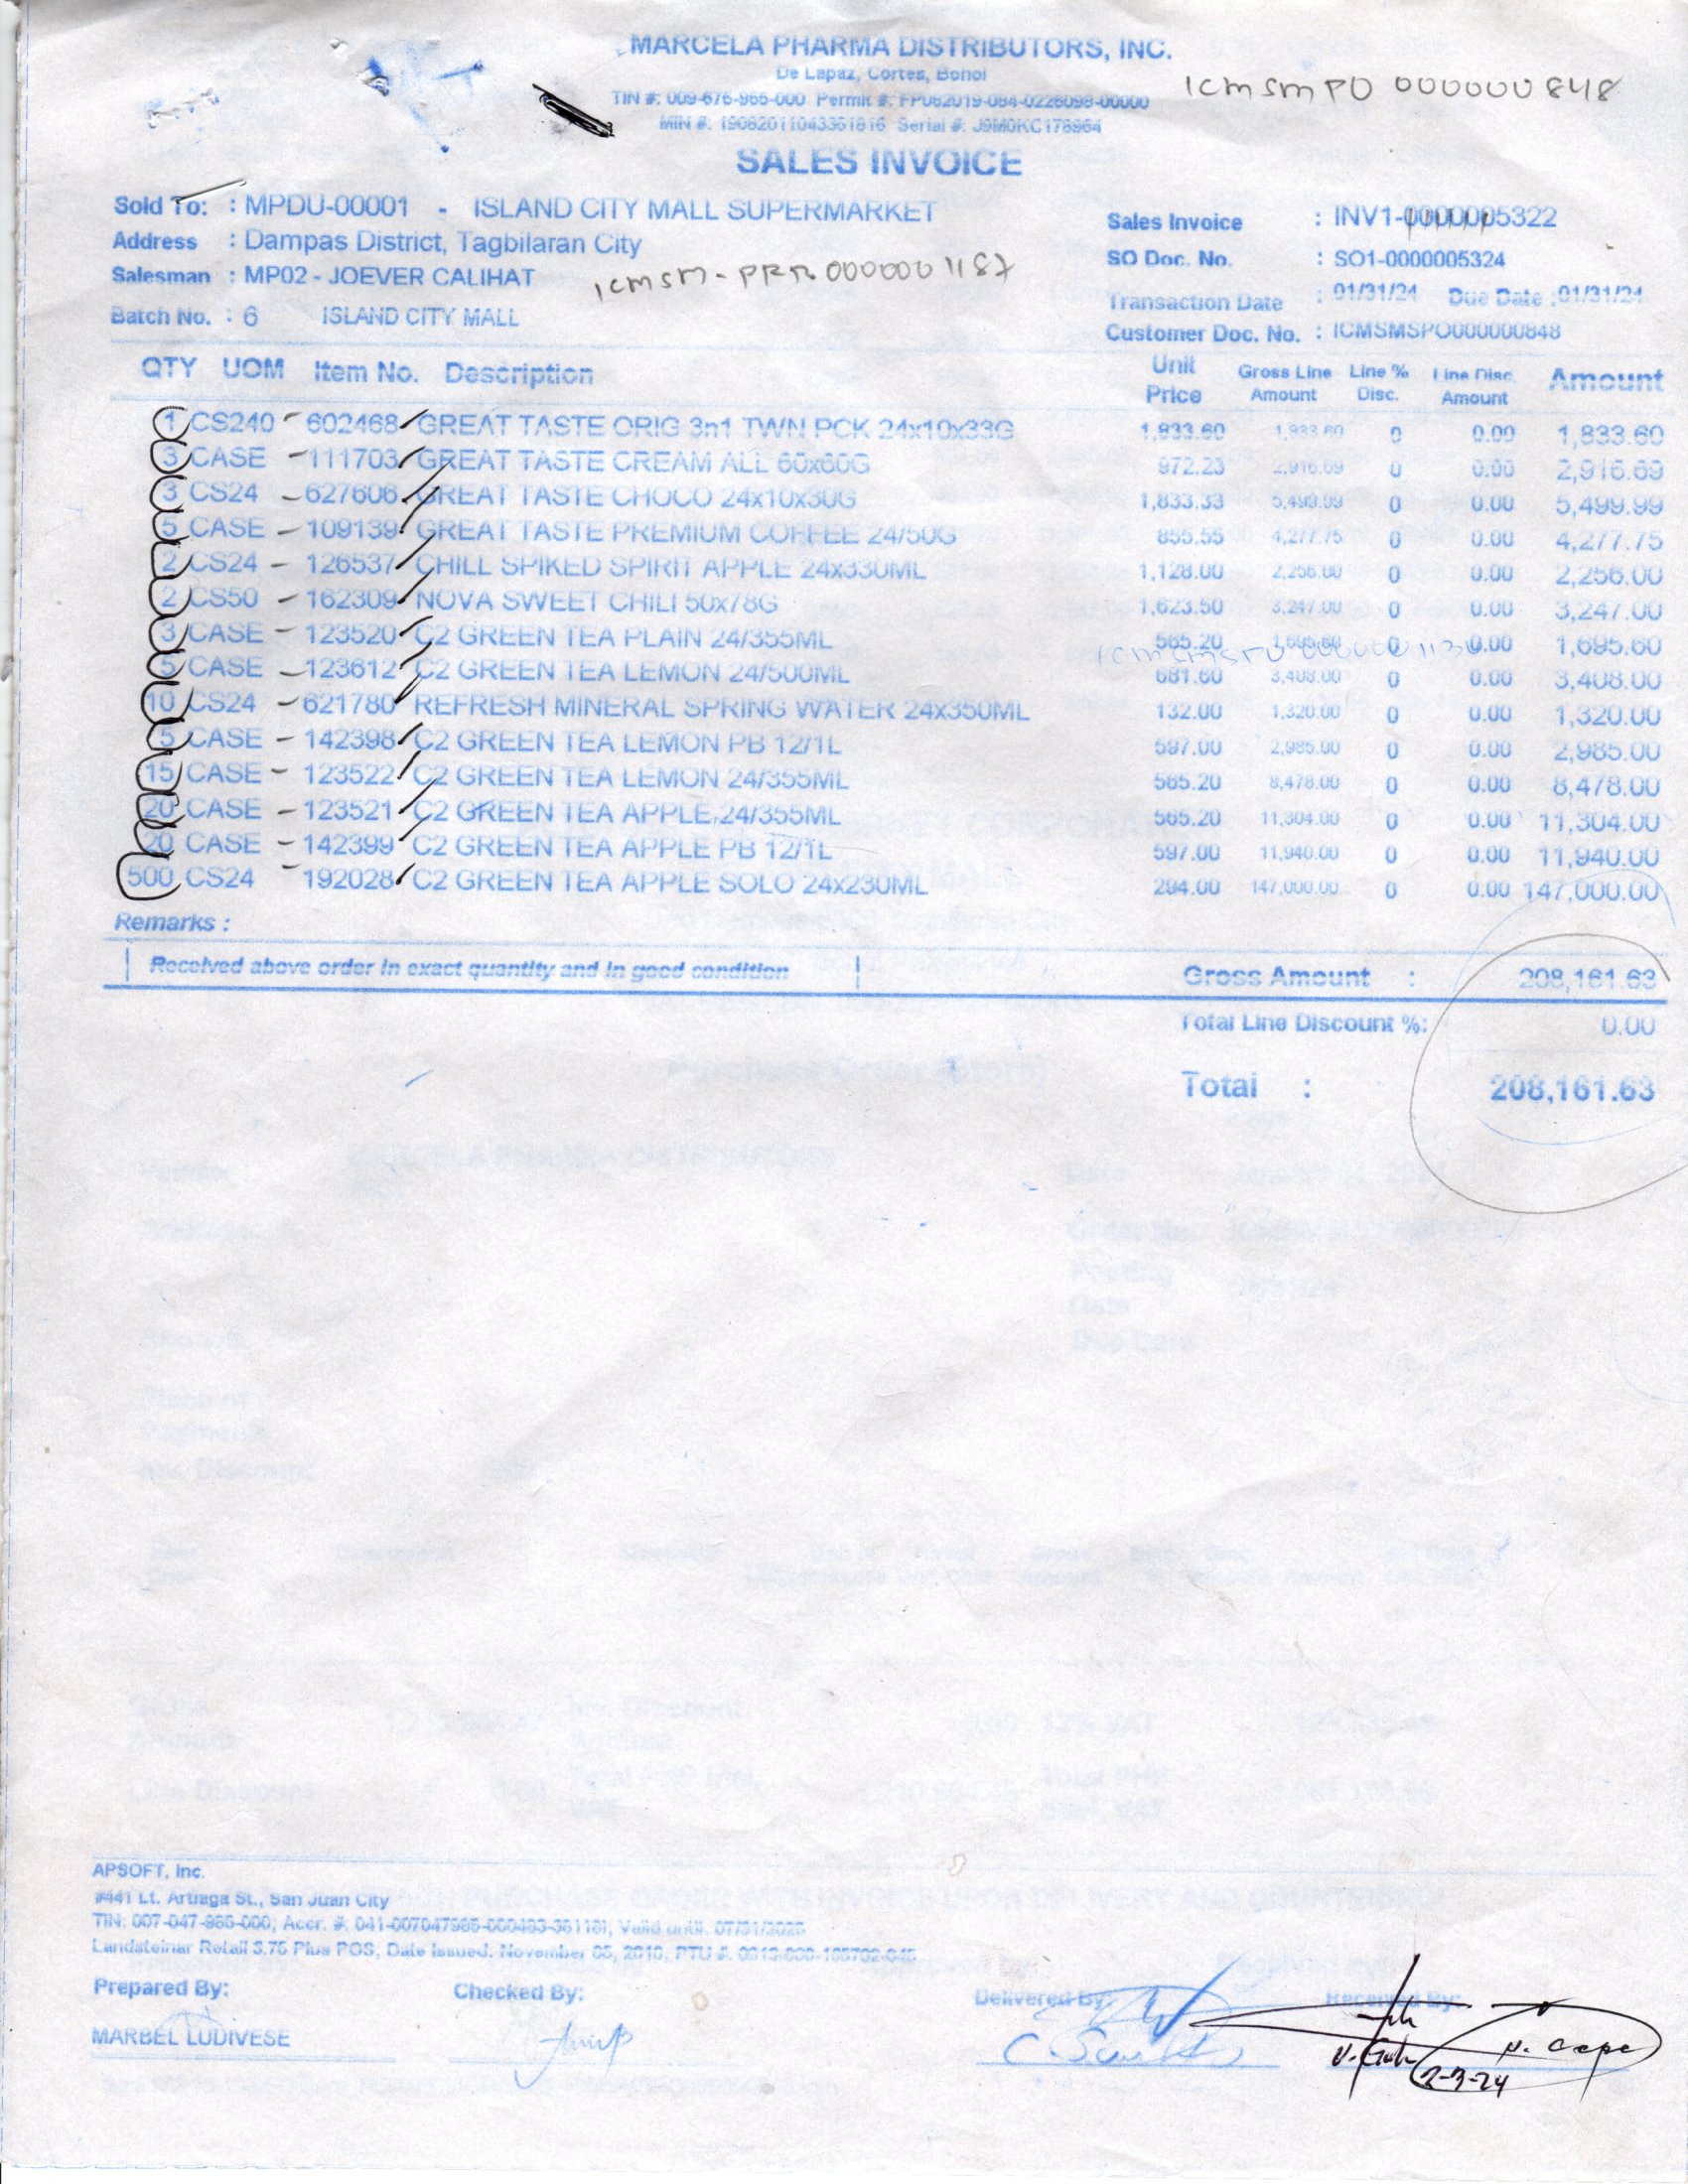 MARCELA PHARMA DISTRIBUTORS, INC.
De Lapaz, Cortes, Bohol
TIN #: 009-676-965-000 Permit #: FP082019-084-0226098-00000
MIN #: 19082011043351816 Serial #: J9M0KC178964
ICMSMPO 0000000848
SALES INVOICE
Sold To: : MPDU-00001 - ISLAND CITY MALL SUPERMARKET
Address : Dampas District, Tagbilaran City
Salesman : MP02 - JOEVER CALIHAT
ICMSM-PRR 0000001187
Batch No. : 6 ISLAND CITY MALL
Sales Invoice : INV1-0000005322
SO Doc. No. : SO1-0000005324
Transaction Date : 01/31/24 Due Date : 01/31/24
Customer Doc. No. : ICMSMSPO000000848
QTY UOM Item No. Description Unit Price Gross Line Amount Line % Disc. Line Disc. Amount Amount
1 CS240 602468 GREAT TASTE ORIG 3n1 TWN PCK 24x10x33G 1,833.60 1,833.60 0 0.00 1,833.60
3 CASE 111703 GREAT TASTE CREAM ALL 60x60G 972.23 2,916.69 0 0.00 2,916.69
3 CS24 627606 GREAT TASTE CHOCO 24x10x30G 1,833.33 5,499.99 0 0.00 5,499.99
5 CASE 109139 GREAT TASTE PREMIUM COFFEE 24/50G 855.55 4,277.75 0 0.00 4,277.75
2 CS24 126537 CHILL SPIKED SPIRIT APPLE 24x330ML 1,128.00 2,256.00 0 0.00 2,256.00
2 CS50 162309 NOVA SWEET CHILI 50x78G 1,623.50 3,247.00 0 0.00 3,247.00
3 CASE 123520 C2 GREEN TEA PLAIN 24/355ML 565.20 1,695.60 0 0.00 1,695.60
5 CASE 123612 C2 GREEN TEA LEMON 24/500ML 681.60 3,408.00 0 0.00 3,408.00
10 CS24 621780 REFRESH MINERAL SPRING WATER 24x350ML 132.00 1,320.00 0 0.00 1,320.00
5 CASE 142398 C2 GREEN TEA LEMON PB 12/1L 597.00 2,985.00 0 0.00 2,985.00
15 CASE 123522 C2 GREEN TEA LEMON 24/355ML 565.20 8,478.00 0 0.00 8,478.00
20 CASE 123521 C2 GREEN TEA APPLE 24/355ML 565.20 11,304.00 0 0.00 11,304.00
20 CASE 142399 C2 GREEN TEA APPLE PB 12/1L 597.00 11,940.00 0 0.00 11,940.00
500 CS24 192028 C2 GREEN TEA APPLE SOLO 24x230ML 294.00 147,000.00 0 0.00 147,000.00
Remarks :
Received above order in exact quantity and in good condition
Gross Amount : 208,161.63
Total Line Discount %: 0.00
Total : 208,161.63
APSOFT, Inc.
#441 Lt. Artiaga St., San Juan City
TIN: 007-047-985-000; Accr. #: 041-007047985-000483-361181, Valid until: 07/31/2025
Landsteinar Retail 3.75 Plus POS, Date Issued: November 05, 2010,
Prepared By: Checked By: Delivered By: Received By:
MARBEL LUDIVESE
2-3-24